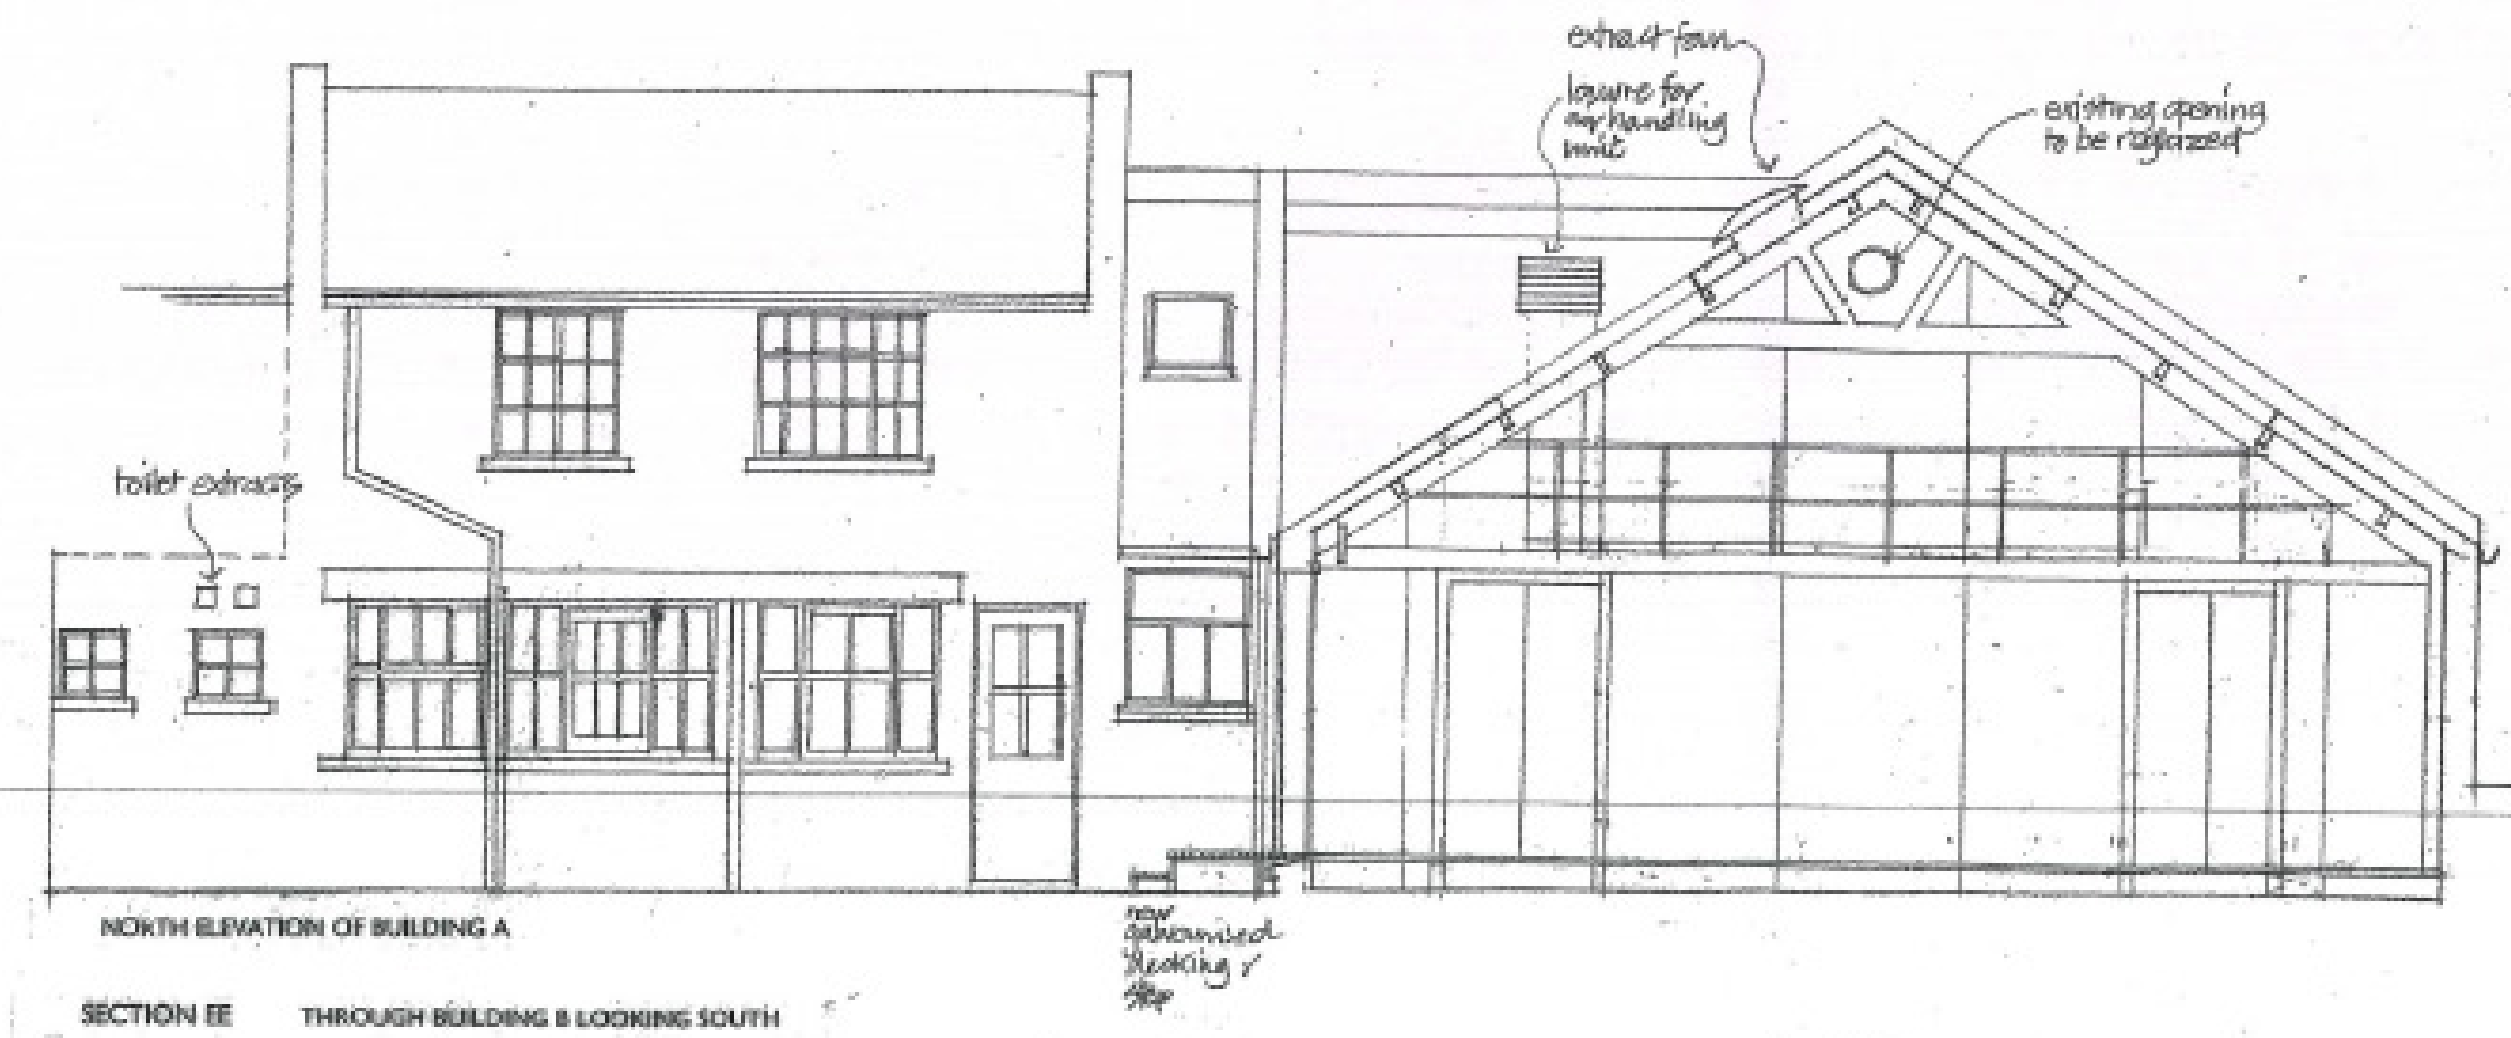 extract fan
louvre for
air handling
unit
existing opening
to be reglazed
toilet extracts
NORTH ELEVATION OF BUILDING A
new
galvanised
decking /
step
SECTION EE THROUGH BUILDING B LOOKING SOUTH